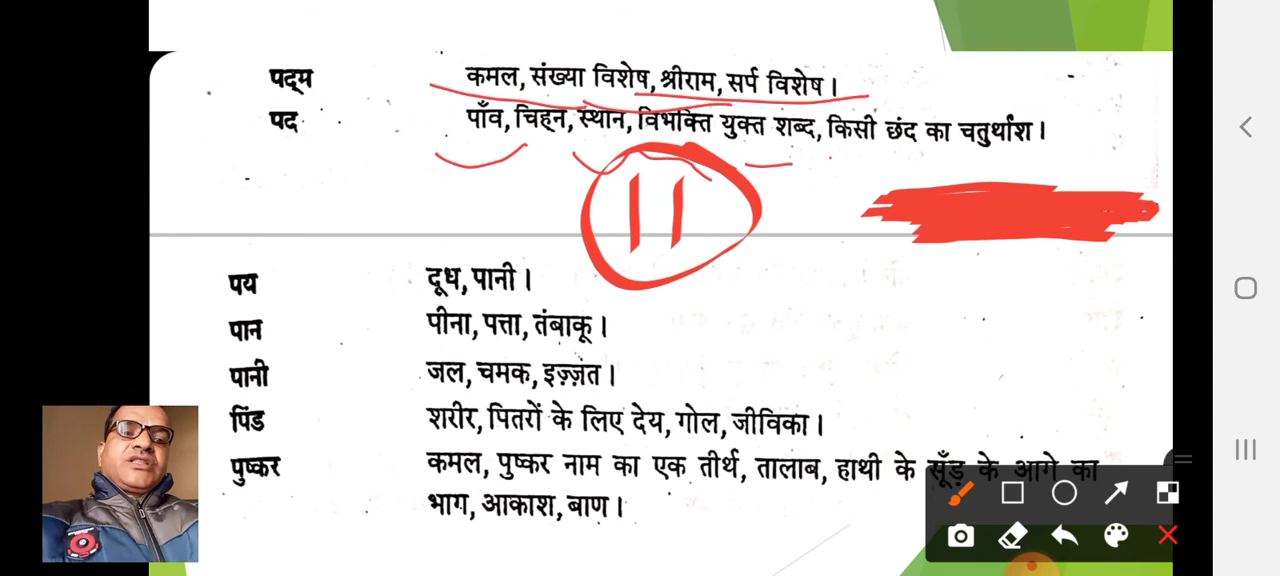 पद्म कमल, संख्या विशेष, श्रीराम, सर्प विशेष।
पद पाँव, चिह्न, स्थान, विभक्ति युक्त शब्द, किसी छंद का चतुर्थांश।
11
पय दूध, पानी।
पान पीना, पत्ता, तंबाकू।
पानी जल, चमक, इज़्ज़त।
पिंड शरीर, पितरों के लिए देय, गोल, जीविका।
पुष्कर कमल, पुष्कर नाम का एक तीर्थ, तालाब, हाथी के सूँड़ के आगे का
भाग, आकाश, बाण।